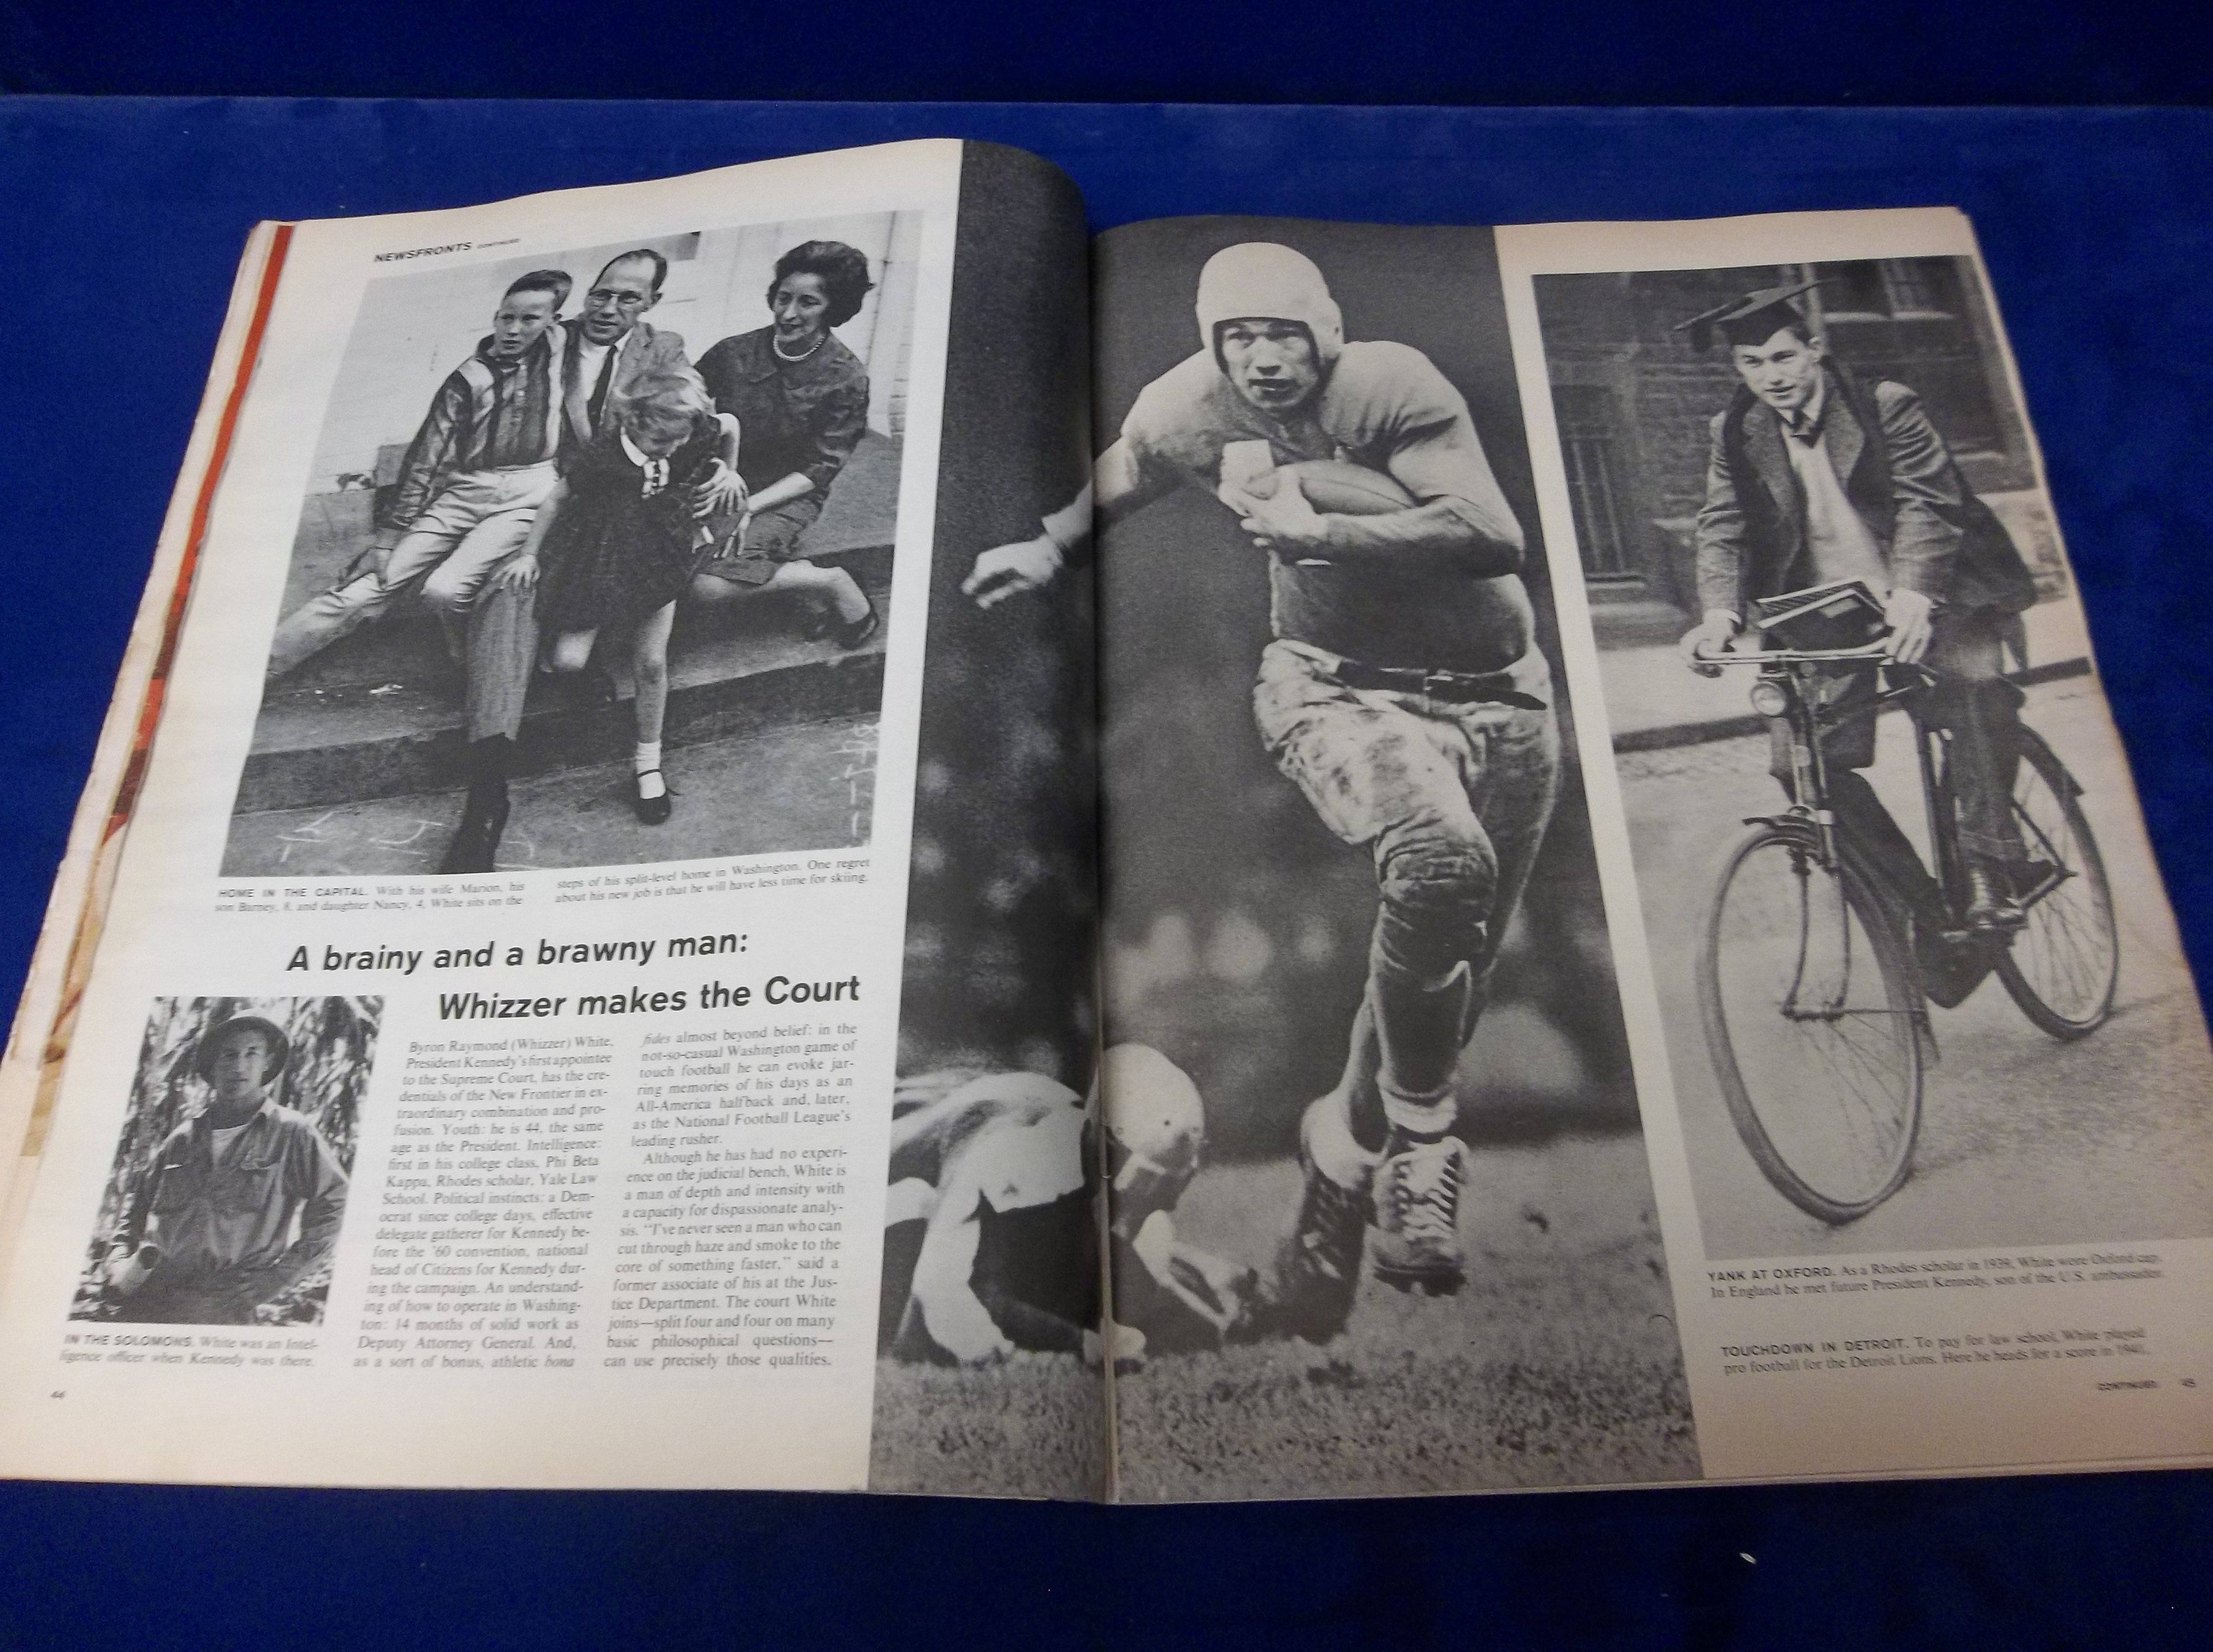 NEWSFRONTS CONTINUED
HOME IN THE CAPITAL. With his wife Marion, his
son Barney, 8, and daughter Nancy, 4, White sits on the
steps of his split-level home in Washington. One regret
about his new job is that he will have less time for skiing.
A brainy and a brawny man:
Whizzer makes the Court
IN THE SOLOMONS. White was an Intel-
ligence officer when Kennedy was there.
44
Byron Raymond (Whizzer) White,
President Kennedy's first appointee
to the Supreme Court, has the cre-
dentials of the New Frontier in ex-
traordinary combination and pro-
fusion. Youth: he is 44, the same
age as the President. Intelligence:
first in his college class, Phi Beta
Kappa, Rhodes scholar, Yale Law
School. Political instincts: a Dem-
ocrat since college days, effective
delegate gatherer for Kennedy be-
fore the '60 convention, national
head of Citizens for Kennedy dur-
ing the campaign. An understand-
ing of how to operate in Washing-
ton: 14 months of solid work as
Deputy Attorney General. And,
as a sort of bonus, athletic bona
fides almost beyond belief: in the
not-so-casual Washington game of
touch football he can evoke jar-
ring memories of his days as an
All-America halfback and, later,
as the National Football League's
leading rusher.
Although he has had no experi-
ence on the judicial bench, White is
a man of depth and intensity with
a capacity for dispassionate analy-
sis. "I've never seen a man who can
cut through haze and smoke to the
core of something faster," said a
former associate of his at the Jus-
tice Department. The court White
joins—split four and four on many
basic philosophical questions—
can use precisely those qualities.
YANK AT OXFORD. As a Rhodes scholar in 1939, White wore Oxford cap.
In England he met future President Kennedy, son of the U.S. ambassador.
TOUCHDOWN IN DETROIT. To pay for law school, White played
pro football for the Detroit Lions. Here he heads for a score in 1941.
CONTINUED 45